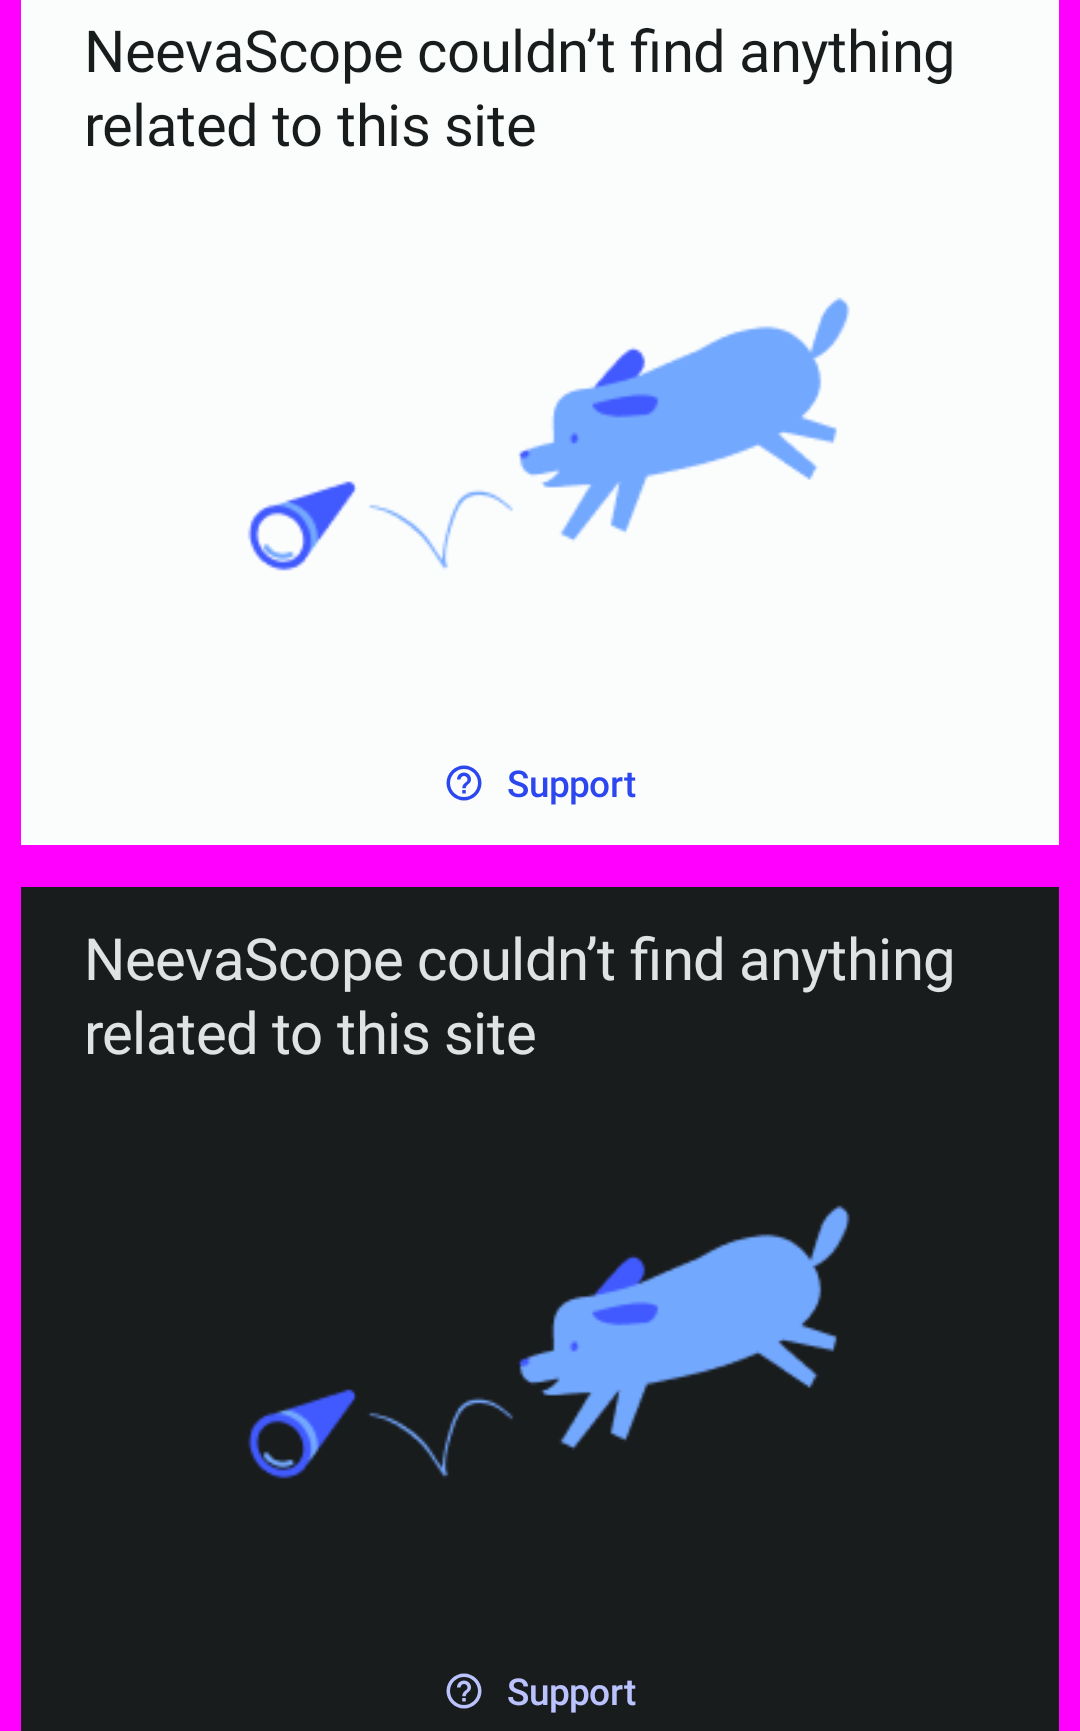 NeevaScope couldn’t find anything
related to this site
Support
NeevaScope couldn’t find anything
related to this site
Support